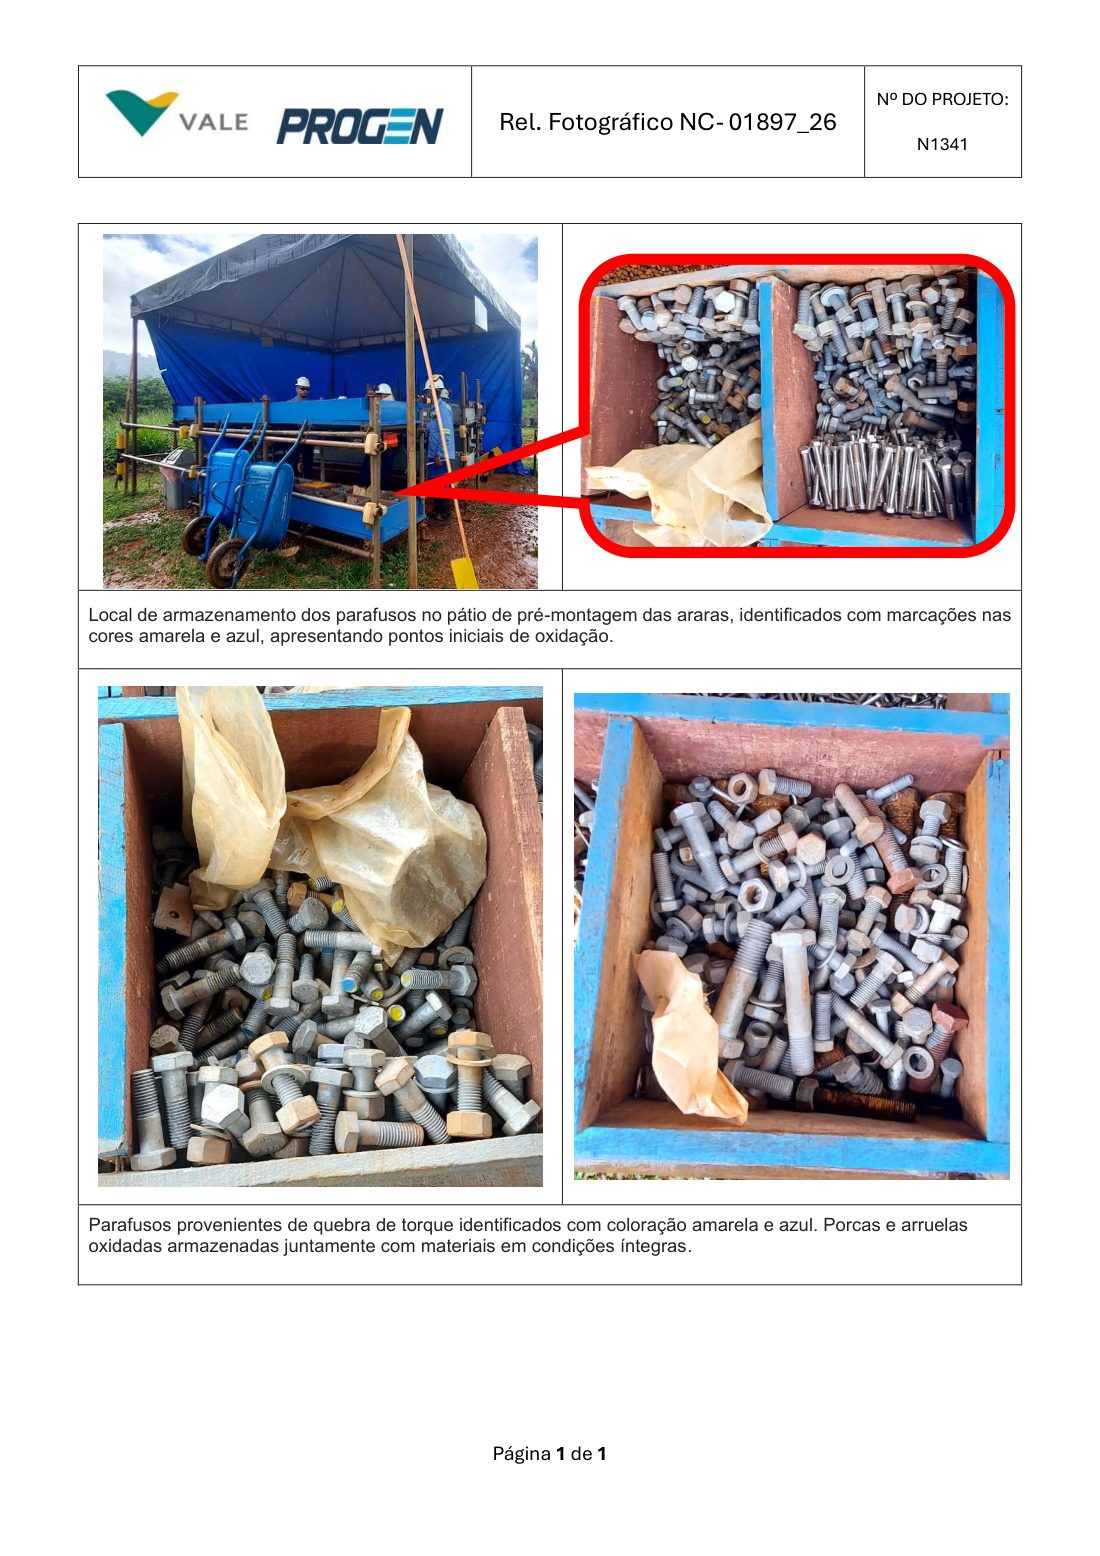 VALE
PROGEN
Rel. Fotográfico NC- 01897_26
Nº DO PROJETO:
N1341
Local de armazenamento dos parafusos no pátio de pré-montagem das araras, identificados com marcações nas
cores amarela e azul, apresentando pontos iniciais de oxidação.
Parafusos provenientes de quebra de torque identificados com coloração amarela e azul. Porcas e arruelas
oxidadas armazenadas juntamente com materiais em condições íntegras.
Página 1 de 1